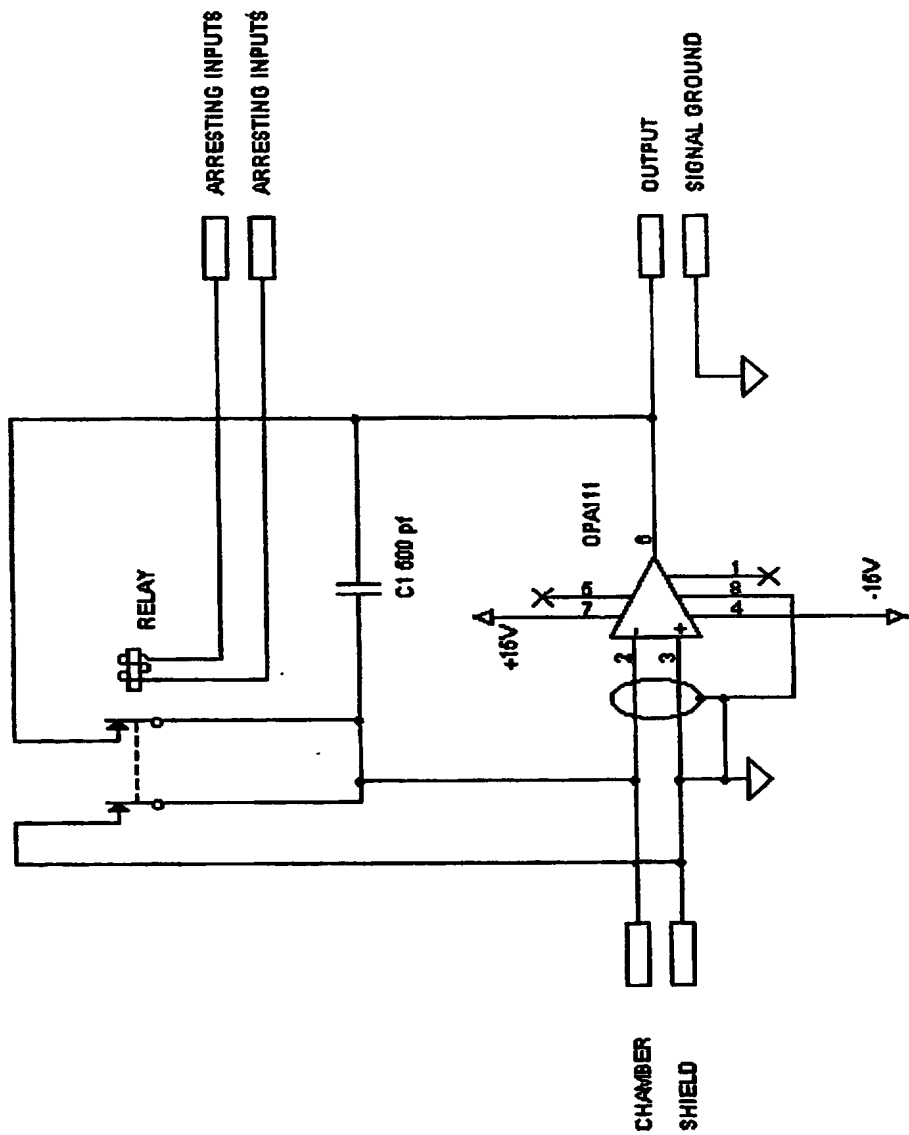 ARRESTING INPUTS
ARRESTING INPUTS
RELAY
C1 600 pf
OPA111
OUTPUT
SIGNAL GROUND
+15V
-15V
7
5
6
2
3
1
8
4
CHAMBER
SHIELD